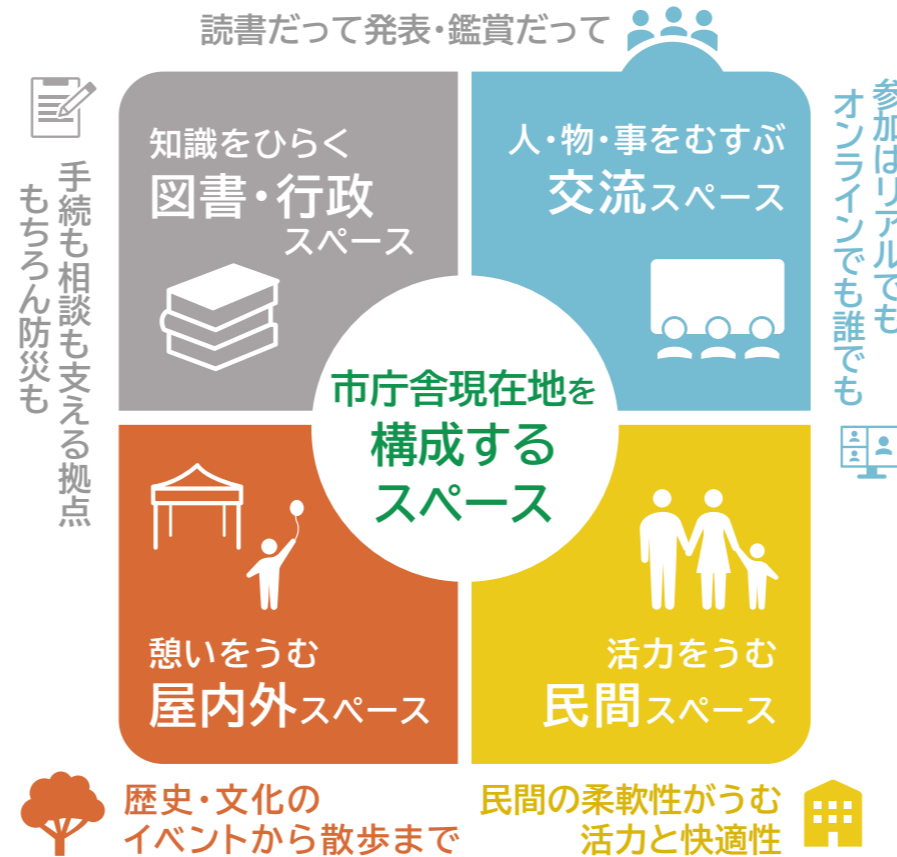 読書だって発表・鑑賞だって
手続も相談も支える拠点
もちろん防災も
知識をひらく
図書・行政
スペース
人・物・事をむすぶ
交流スペース
参加はリアルでも
オンラインでも誰でも
市庁舎現在地を
構成する
スペース
憩いをうむ
屋内外スペース
活力をうむ
民間スペース
歴史・文化の
イベントから散歩まで
民間の柔軟性がうむ
活力と快適性